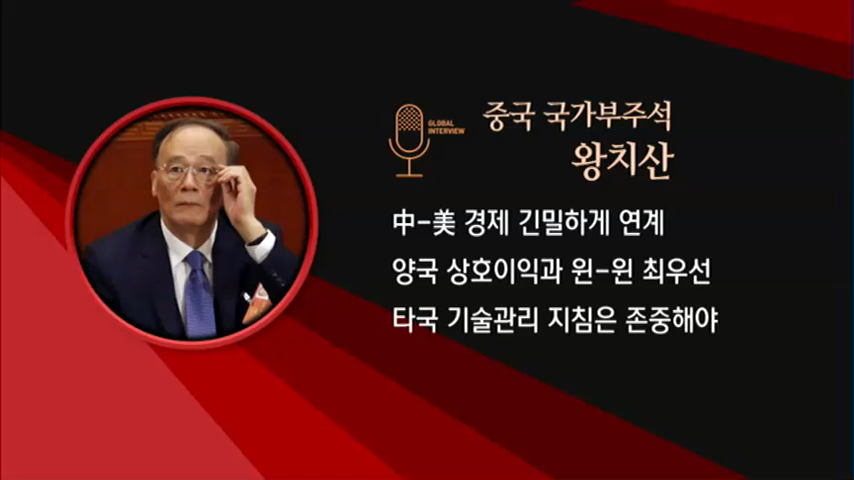 GLOBAL
INTERVIEW
중국 국가부주석
왕치산
中-美 경제 긴밀하게 연계
양국 상호이익과 윈-윈 최우선
타국 기술관리 지침은 존중해야